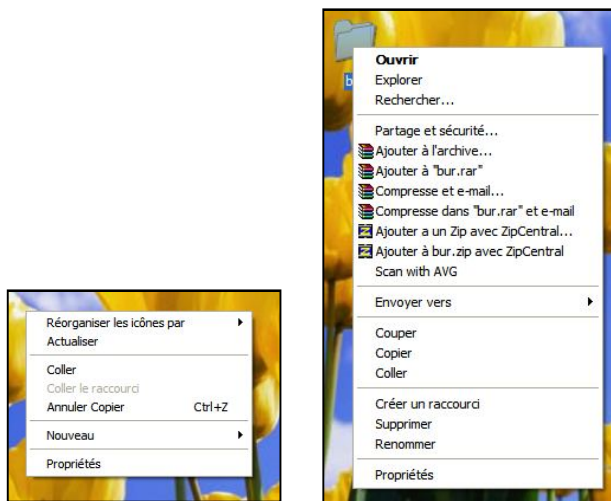 Réorganiser les icônes par
Actualiser
Coller
Coller le raccourci
Annuler Copier Ctrl+Z
Nouveau
Propriétés
Ouvrir
Explorer
Rechercher...
Partage et sécurité...
Ajouter à l'archive...
Ajouter à "bur.rar"
Compresse et e-mail...
Compresse dans "bur.rar" et e-mail
Ajouter a un Zip avec ZipCentral...
Ajouter à bur.zip avec ZipCentral
Scan with AVG
Envoyer vers
Couper
Copier
Coller
Créer un raccourci
Supprimer
Renommer
Propriétés